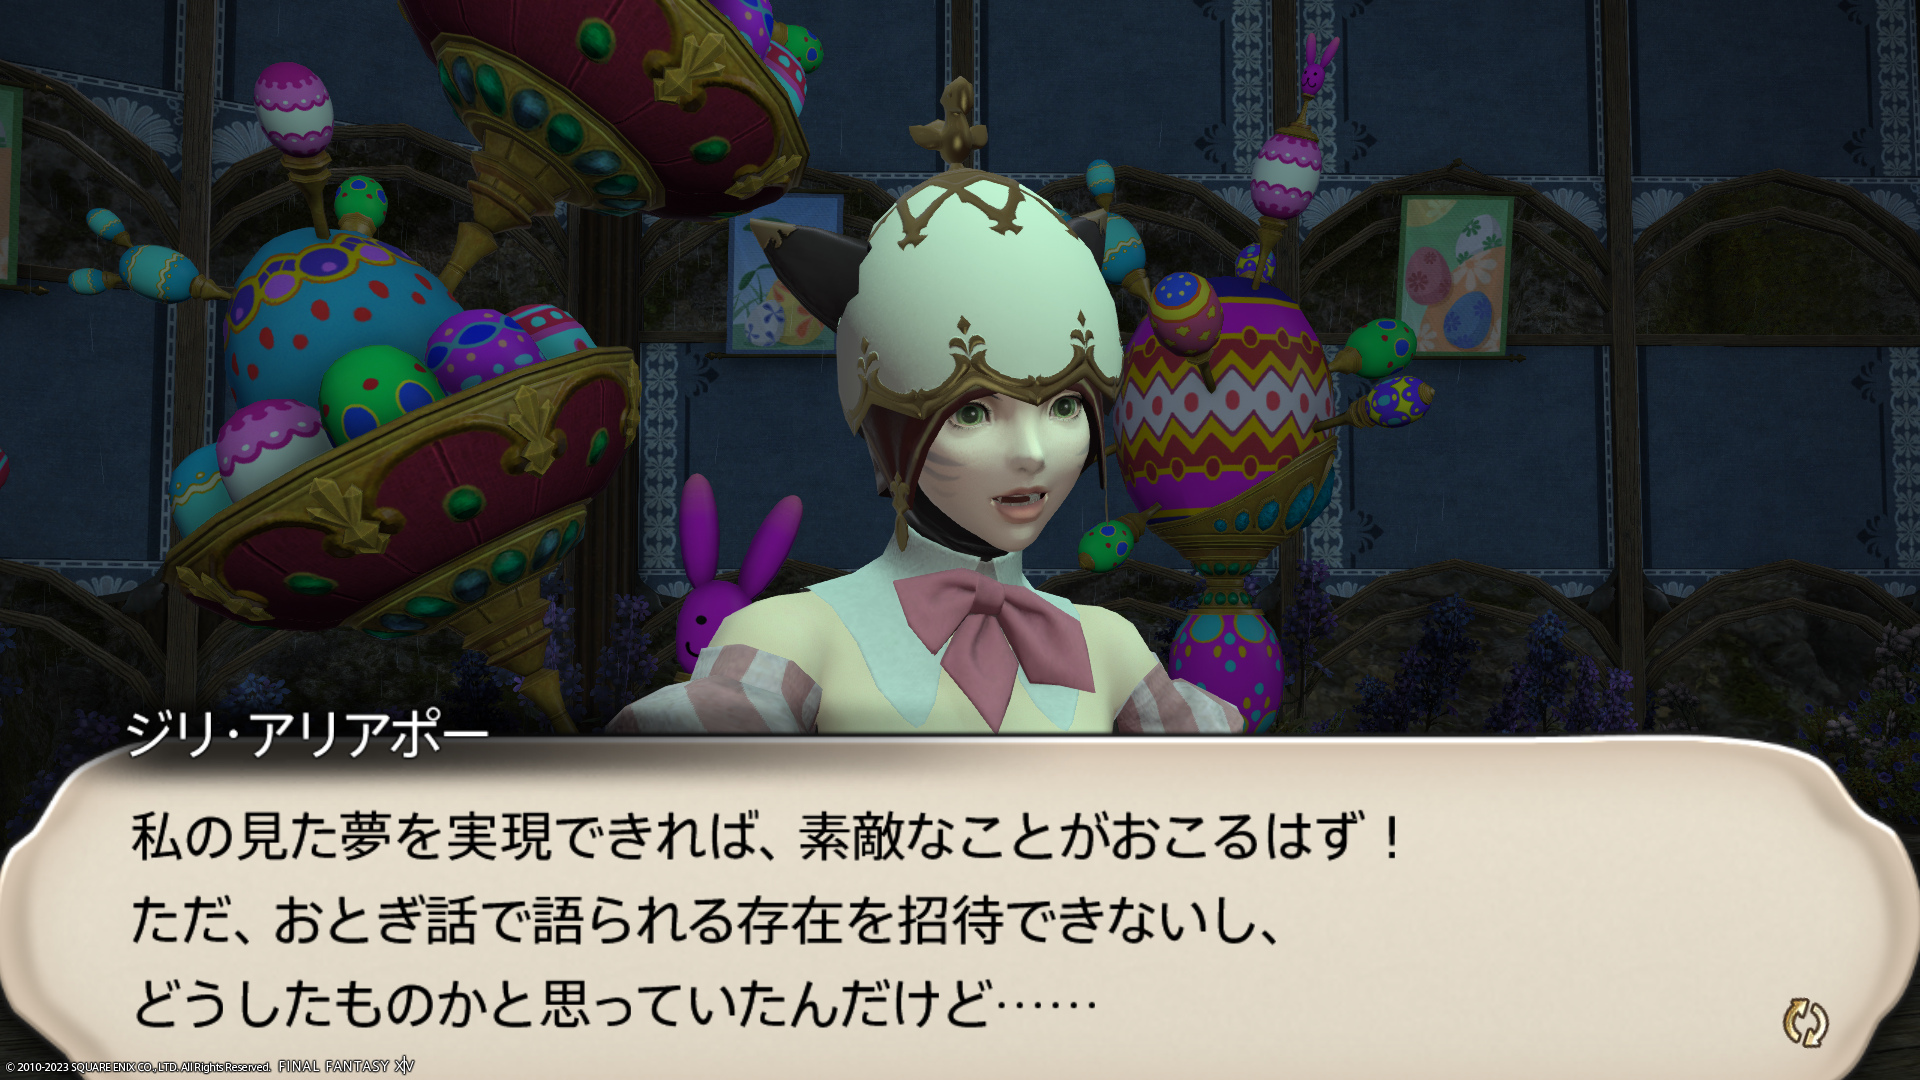 ジリ・アリアポー
私の見た夢を実現できれば、素敵なことがおこるはず！
ただ、おとぎ話で語られる存在を招待できないし、
どうしたものかと思っていたんだけど……
© 2010-2023 SQUARE ENIX CO., LTD. All Rights Reserved. FINAL FANTASY XIV